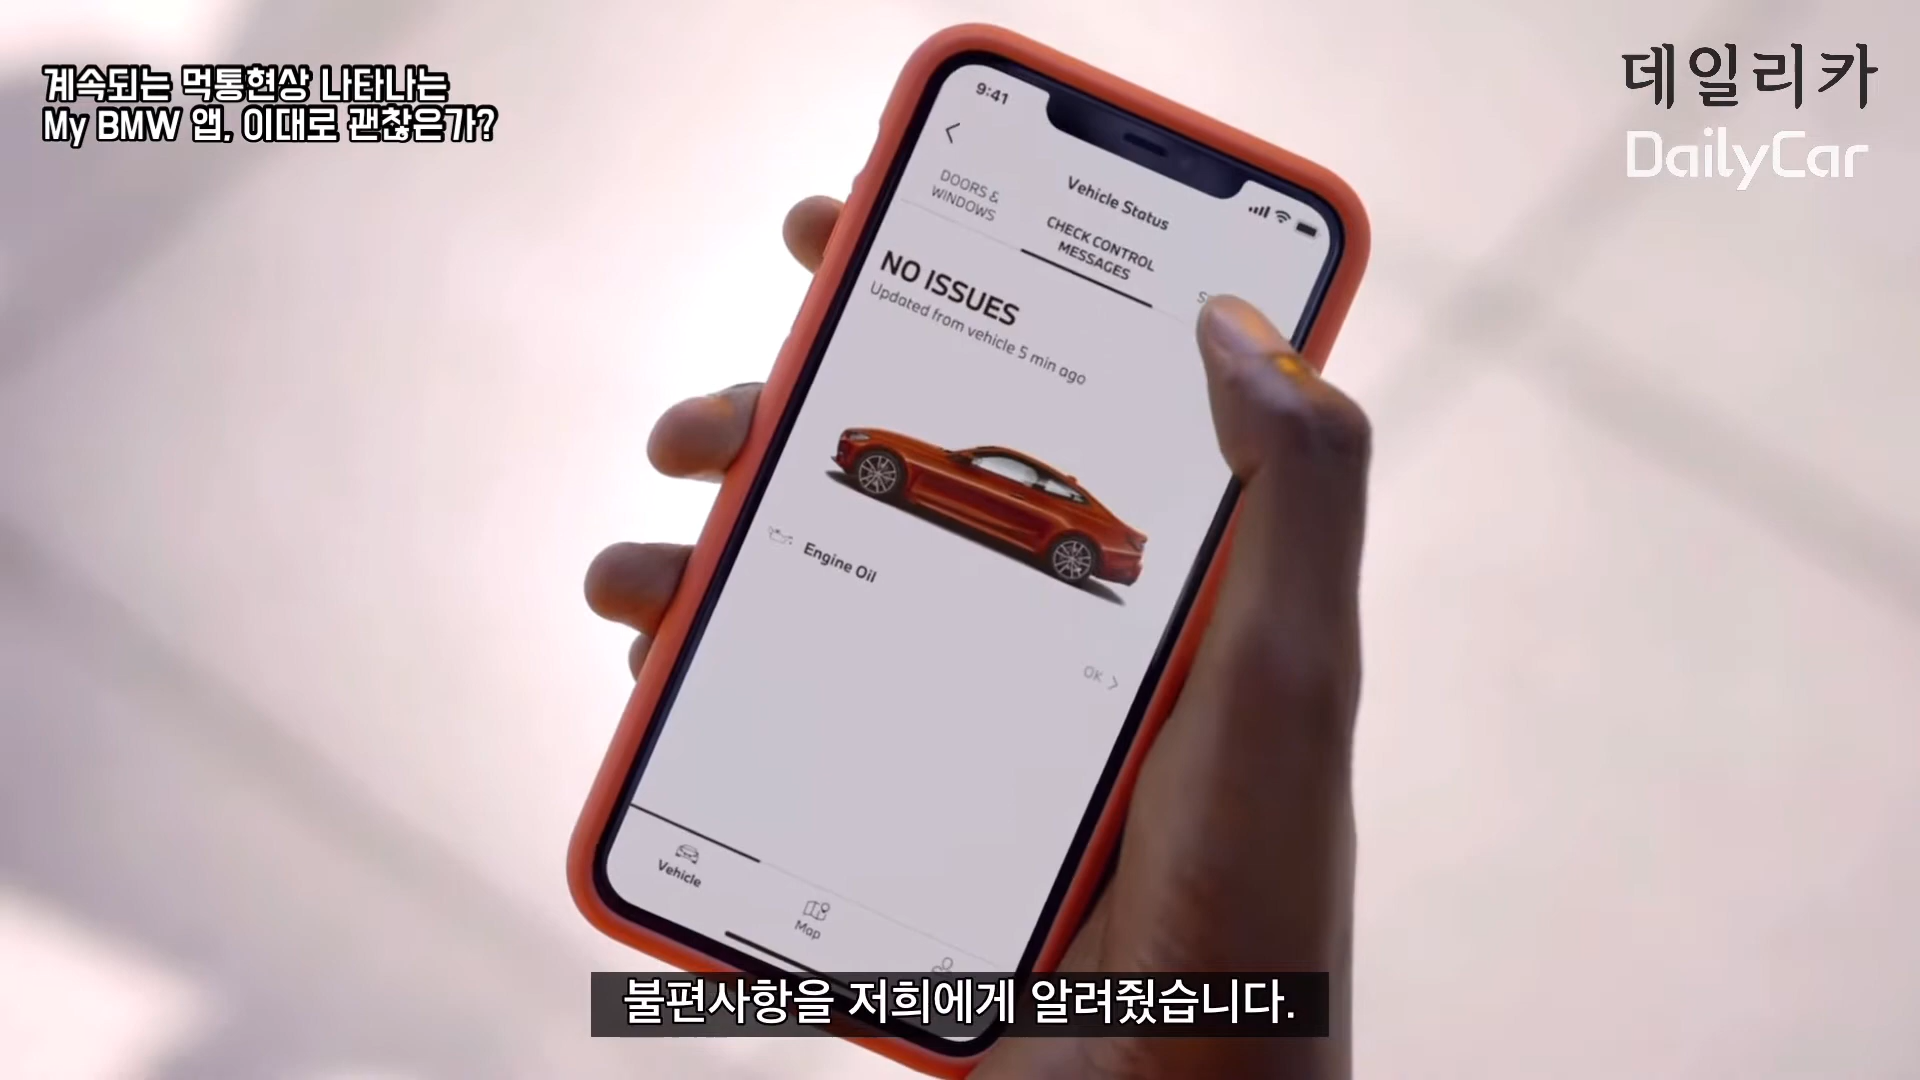 계속되는 먹통현상 나타나는
My BMW 앱, 이대로 괜찮은가?
데일리카
DailyCar
9:41
Vehicle Status
DOORS &
WINDOWS
CHECK CONTROL
MESSAGES
NO ISSUES
Updated from vehicle 5 min ago
Engine Oil
OK
Vehicle
Map
불편사항을 저희에게 알려줬습니다.